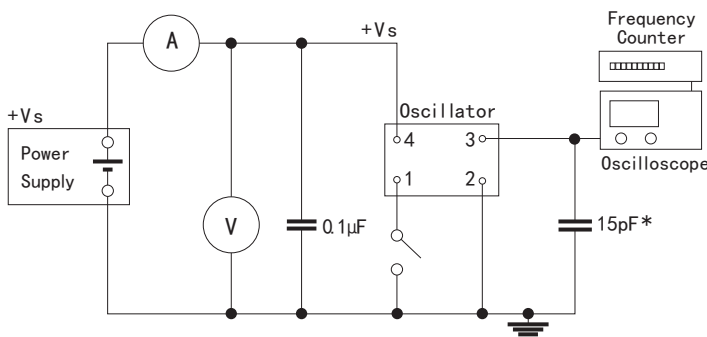 Frequency
Counter
+Vs
A
Oscillator
+Vs
4
3
Power
Supply
Oscilloscope
1
2
V
0.1μF
15pF*